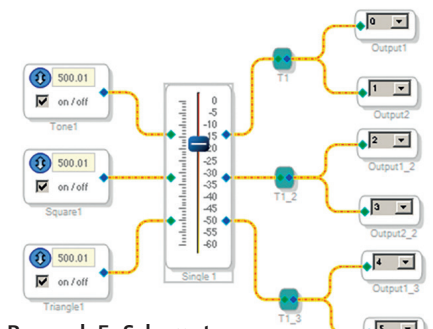 0
Output1
500.01
on / off
Tone1
T1
1
Output2
0
-5
-10
-15
-20
-25
-30
-35
-40
-45
-50
-55
-60
Single 1
500.01
on / off
Square1
2
Output1_2
T1_2
3
Output2_2
500.01
on / off
Triangle1
4
Output1_3
T1_3